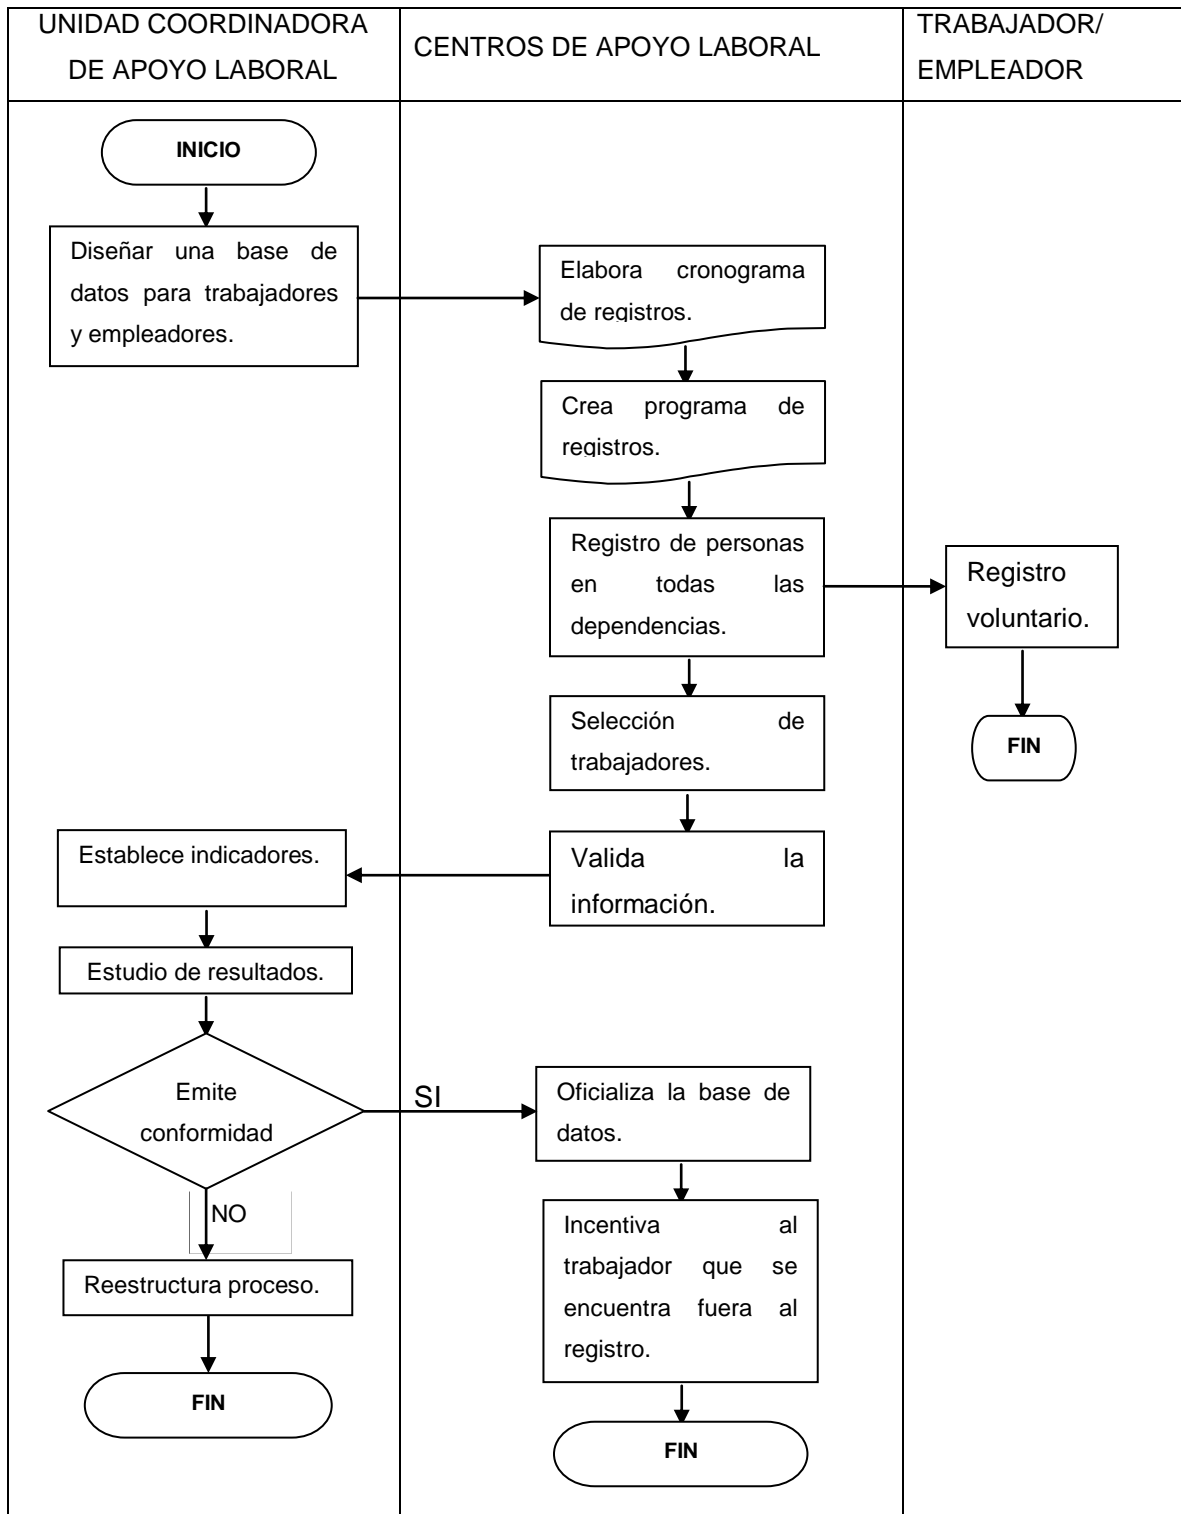 UNIDAD COORDINADORA
DE APOYO LABORAL
CENTROS DE APOYO LABORAL
TRABAJADOR/
EMPLEADOR
INICIO
Diseñar una base de
datos para trabajadores
y empleadores.
Elabora cronograma
de registros.
Crea programa de
registros.
Registro de personas
en todas las
dependencias.
Registro
voluntario.
FIN
Selección de
trabajadores.
Valida la
información.
Establece indicadores.
Estudio de resultados.
Emite
conformidad
SI
NO
Oficializa la base de
datos.
Incentiva al
trabajador que se
encuentra fuera al
registro.
FIN
Reestructura proceso.
FIN